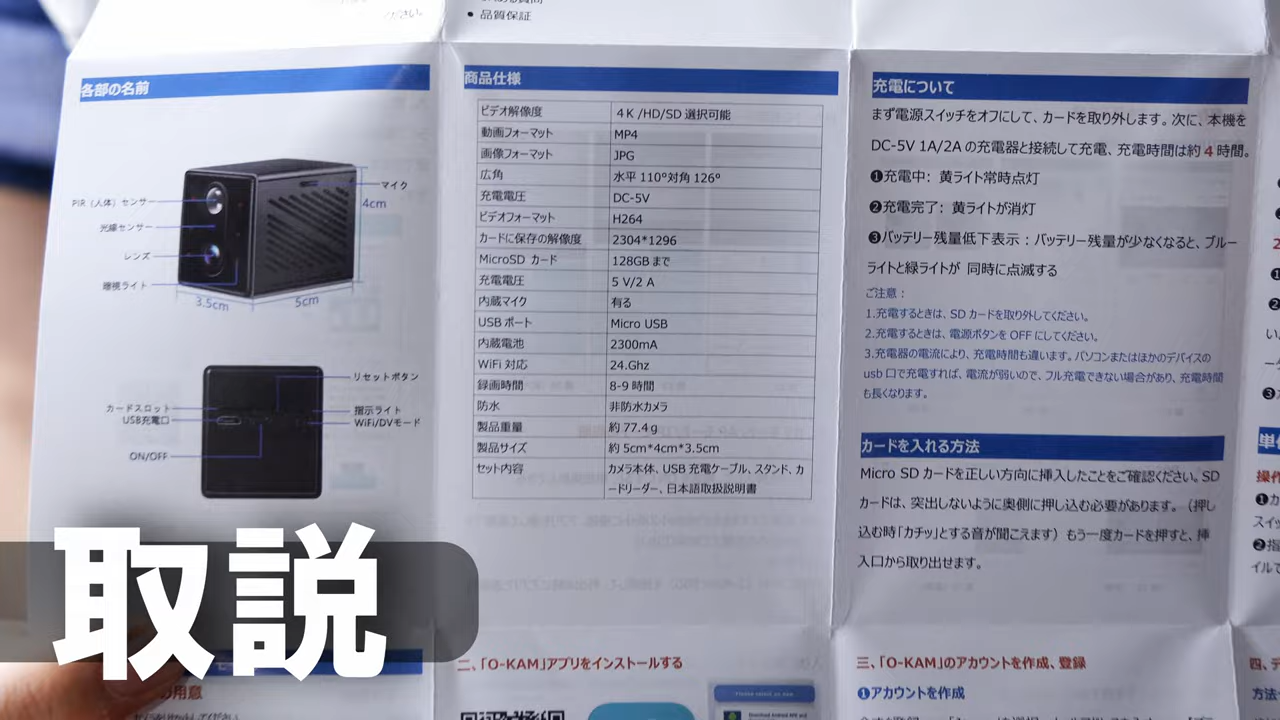 ● 品質保証
各部の名前
PIR（人体）センサ
光線センサー
レンズ
暗視ライト
マイク
4cm
3.5cm
5cm
リセットボタン
カードスロット
USB充電口
指示ライト
WiFi/DVモード
ON/OFF
商品仕様
ビデオ解像度 4K /HD/SD 選択可能
動画フォーマット MP4
画像フォーマット JPG
広角 水平 110°対角 126°
充電電圧 DC-5V
ビデオフォーマット H264
カードに保存の解像度 2304*1296
MicroSD カード 128GBまで
充電電圧 5 V/2 A
内蔵マイク 有る
USB ポート Micro USB
内蔵電池 2300mA
WiFi 対応 24.Ghz
録画時間 8-9 時間
防水 非防水カメラ
製品重量 約 77.4g
製品サイズ 約 5cm*4cm*3.5cm
セット内容 カメラ本体、USB 充電ケーブル、スタンド、カ
ードリーダー、日本語取扱説明書
充電について
まず電源スイッチをオフにして、カードを取り外します。次に、本機を
DC-5V 1A/2A の充電器と接続して充電、充電時間は約 4 時間。
❶充電中：黄ライト常時点灯
❷充電完了：黄ライトが消灯
❸バッテリー残量低下表示：バッテリー残量が少なくなると、ブルー
ライトと緑ライトが 同時に点滅する
ご注意：
1.充電するときは、SDカードを取り外してください。
2.充電するときは、電源ボタンを OFF にしてください。
3.充電器の電流により、充電時間も違います。パソコンまたはほかのデバイスの
usb 口で充電すれば、電流が弱いので、フル充電できない場合があり、充電時間
も長くなります。
カードを入れる方法
Micro SD カードを正しい方向に挿入したことをご確認ください。SD
カードは、突出しないように奥側に押し込む必要があります。（押し
込む時「カチッ」とする音が聞こえます）もう一度カードを押すと、挿
入口から取り出せます。
取説
の用意
二、「O-KAM」アプリをインストールする
三、「O-KAM」のアカウントを作成、登録
❶アカウントを作成